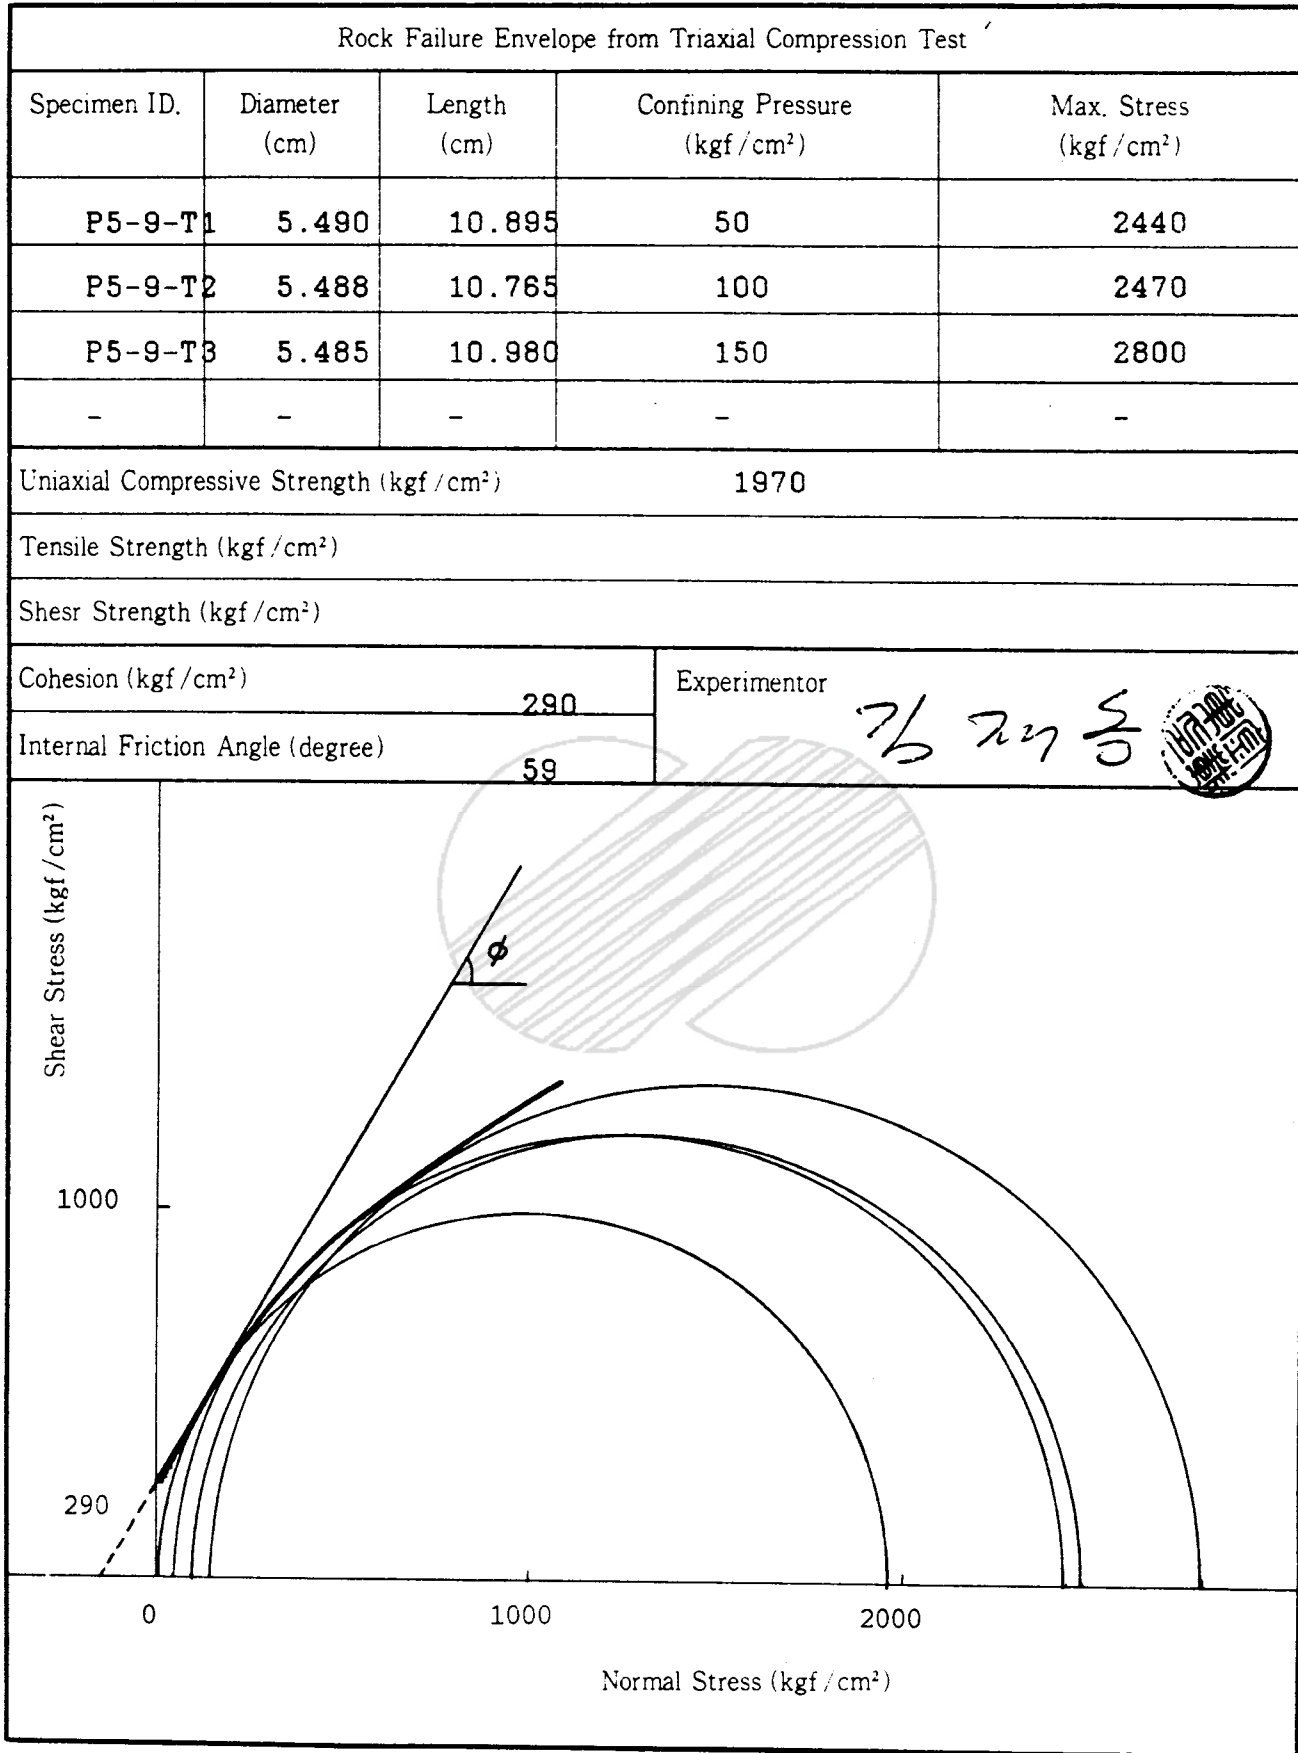 Rock Failure Envelope from Triaxial Compression Test
Specimen ID. Diameter (cm) Length (cm) Confining Pressure (kgf/cm²) Max. Stress (kgf/cm²)
P5-9-T1 5.490 10.895 50 2440
P5-9-T2 5.488 10.765 100 2470
P5-9-T3 5.485 10.980 150 2800
- - - - -
Uniaxial Compressive Strength (kgf/cm²) 1970
Tensile Strength (kgf/cm²)
Shesr Strength (kgf/cm²)
Cohesion (kgf/cm²) 290
Internal Friction Angle (degree) 59
Experimentor
Shear Stress (kgf/cm²)
ϕ
1000
290
0 1000 2000
Normal Stress (kgf/cm²)